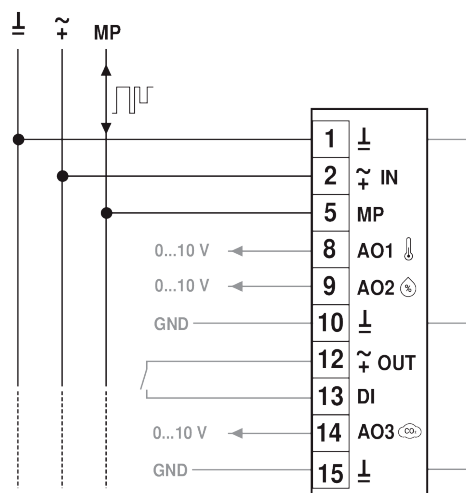 ⊥ ~+ MP
1 ⊥
2 ~+ IN
5 MP
0...10 V 8 AO1
0...10 V 9 AO2 %
GND 10 ⊥
12 ~+ OUT
13 DI
0...10 V 14 AO3 CO₂
GND 15 ⊥